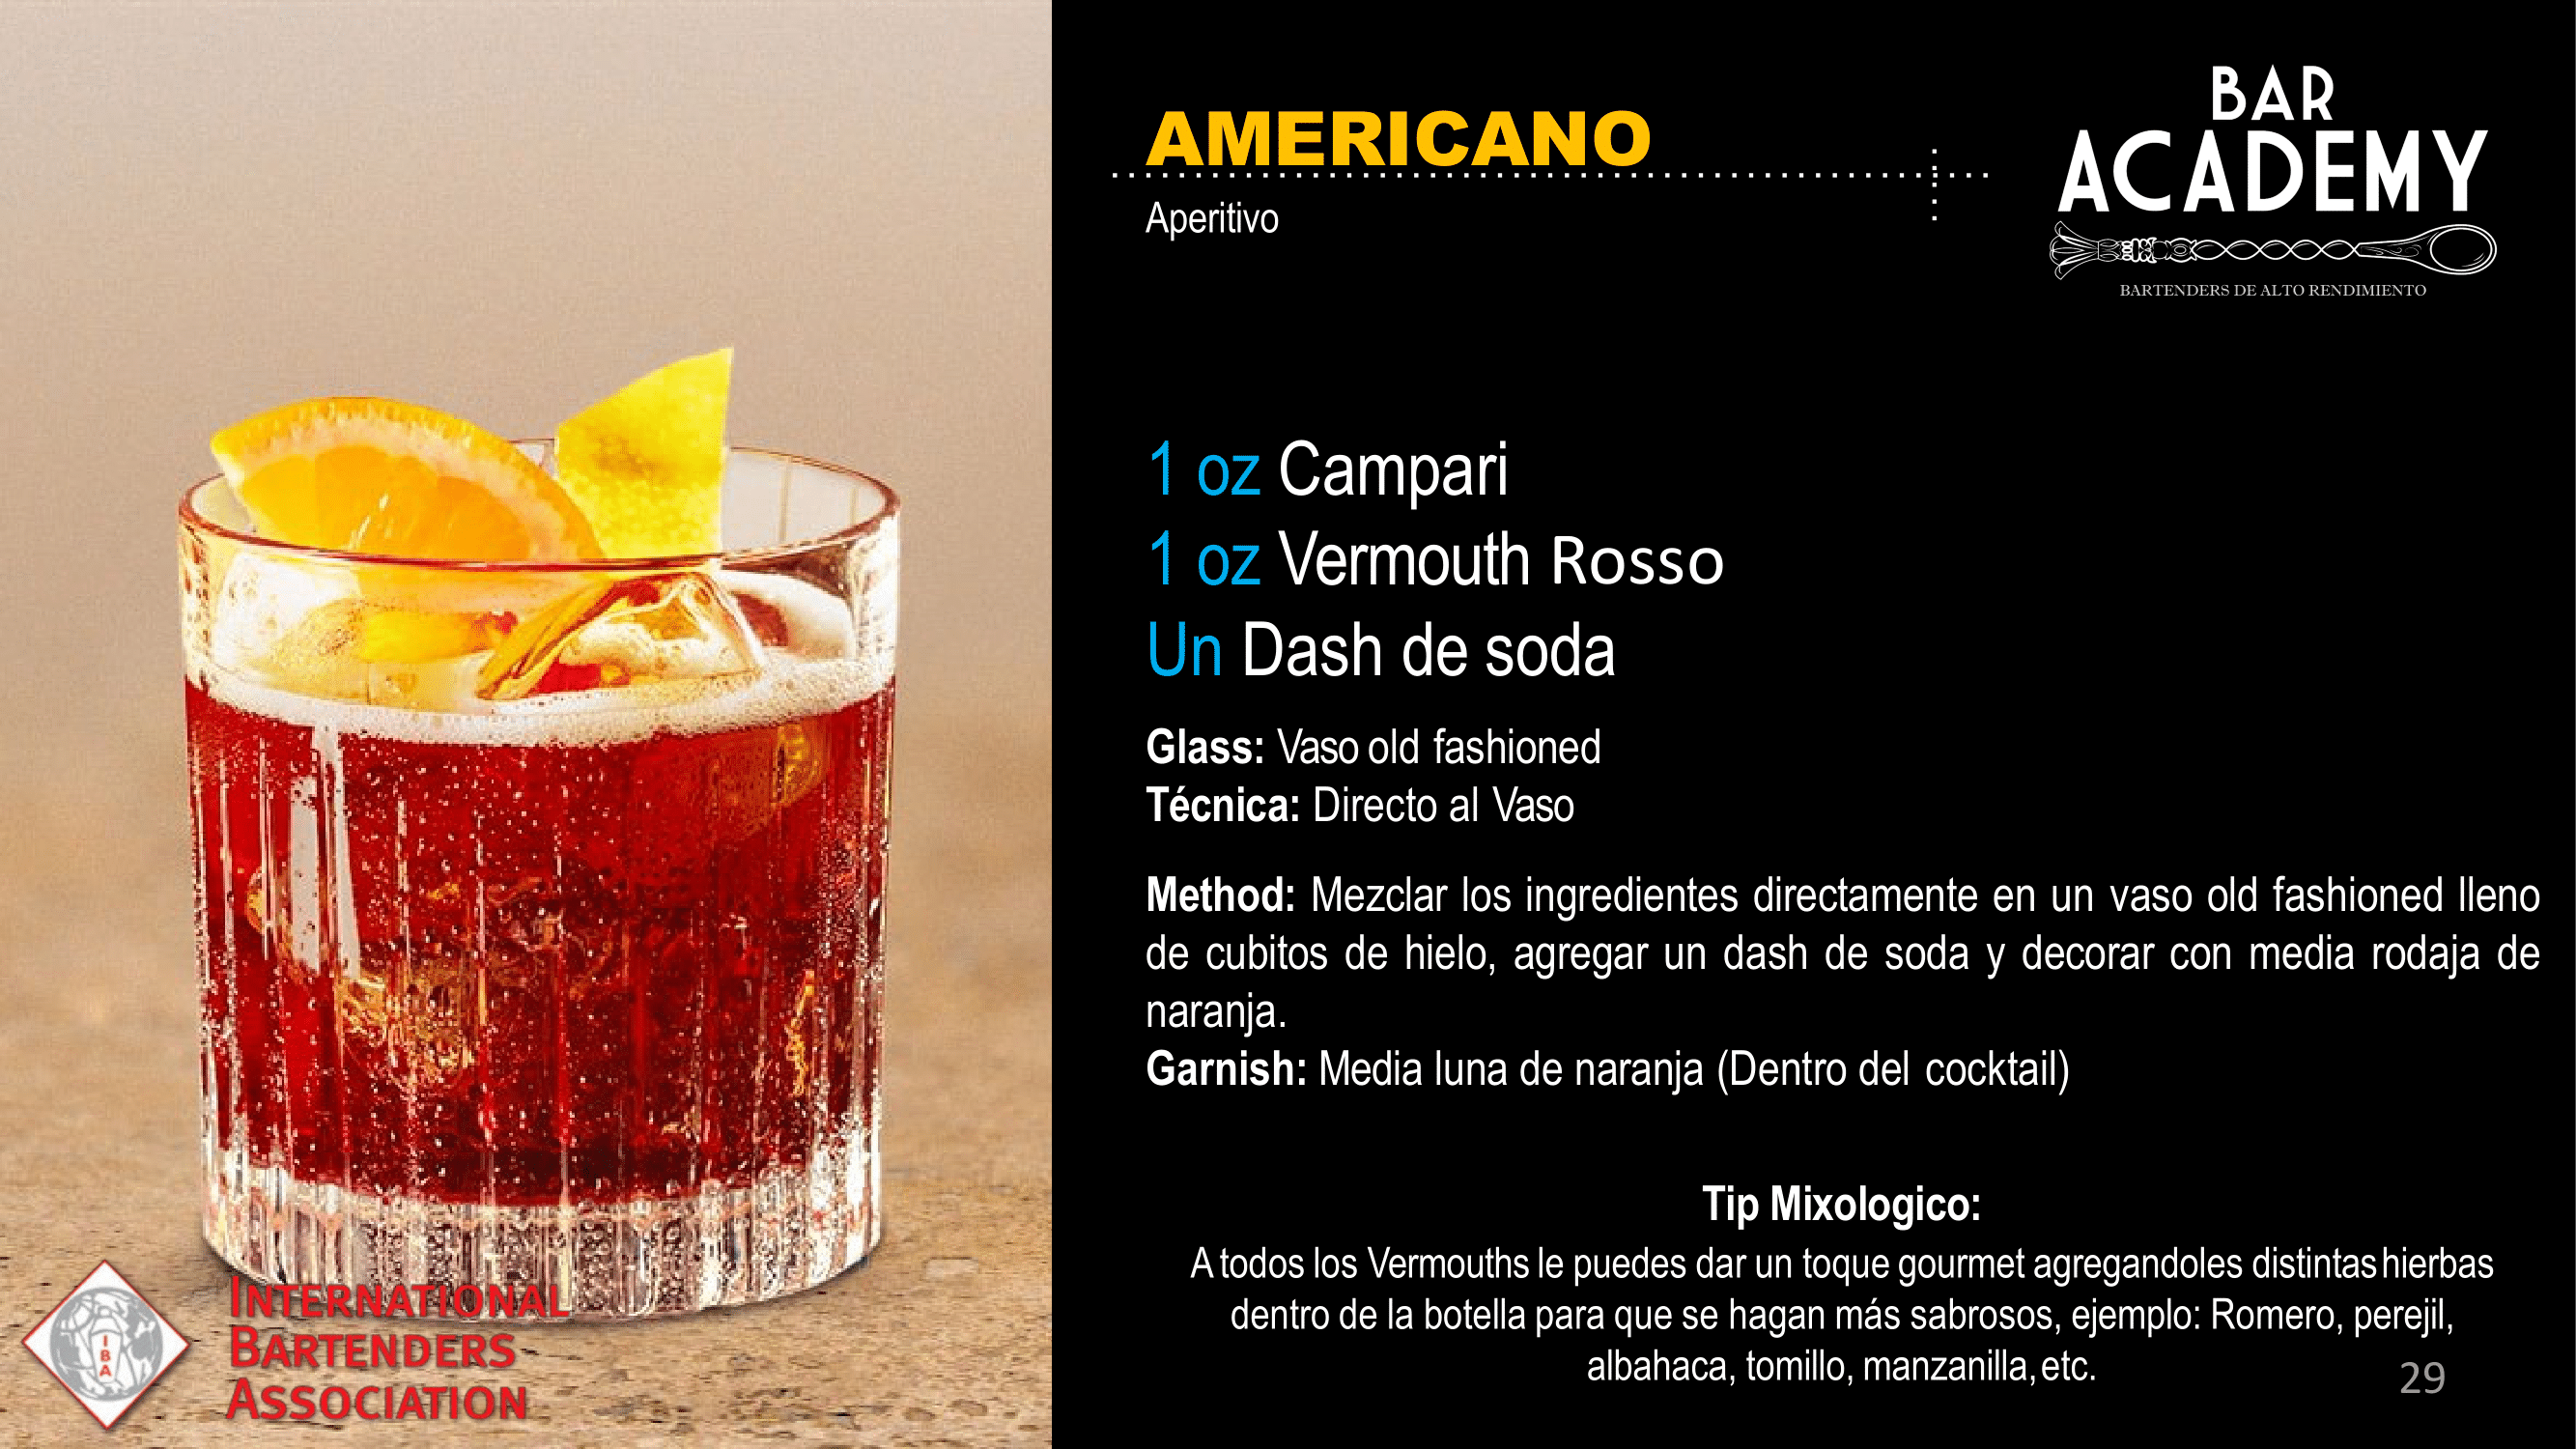 BAR
ACADEMY
BARTENDERS DE ALTO RENDIMIENTO
AMERICANO
Aperitivo
1 oz Campari
1 oz Vermouth Rosso
Un Dash de soda
Glass: Vaso old fashioned
Técnica: Directo al Vaso
Method: Mezclar los ingredientes directamente en un vaso old fashioned lleno
de cubitos de hielo, agregar un dash de soda y decorar con media rodaja de
naranja.
Garnish: Media luna de naranja (Dentro del cocktail)
Tip Mixologico:
A todos los Vermouths le puedes dar un toque gourmet agregandoles distintas hierbas
dentro de la botella para que se hagan más sabrosos, ejemplo: Romero, perejil,
albahaca, tomillo, manzanilla, etc.
29
IBA
INTERNATIONAL
BARTENDERS
ASSOCIATION